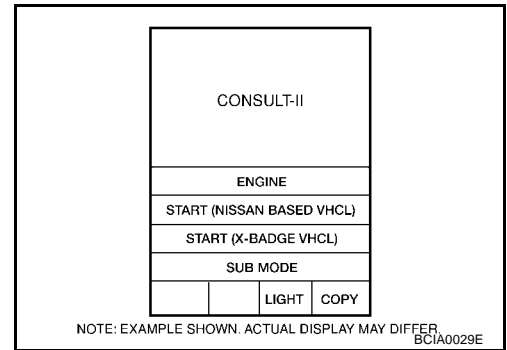 CONSULT-II
ENGINE
START (NISSAN BASED VHCL)
START (X-BADGE VHCL)
SUB MODE
LIGHT COPY
NOTE: EXAMPLE SHOWN. ACTUAL DISPLAY MAY DIFFER.
BCIA0029E